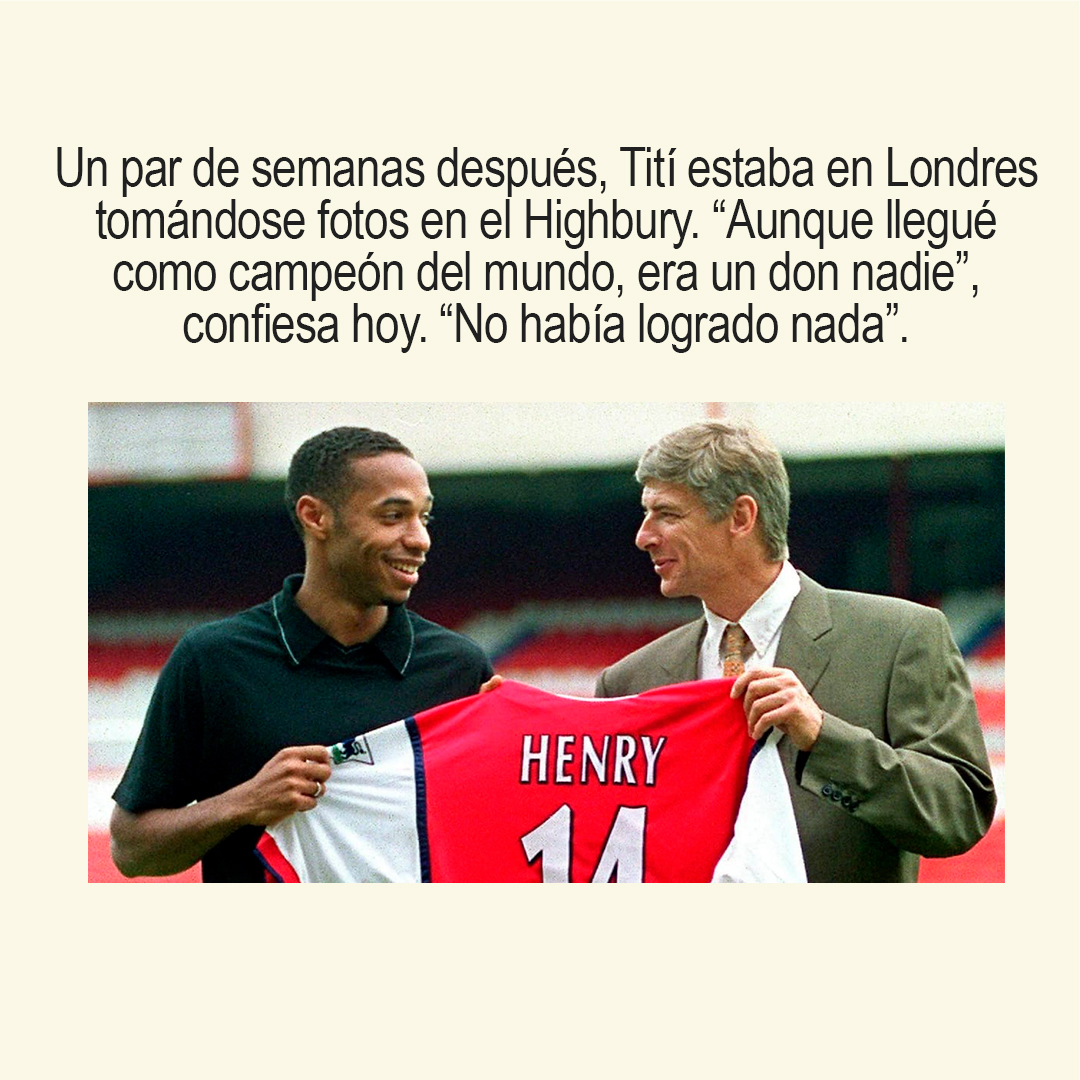 Un par de semanas después, Tití estaba en Londres
tomándose fotos en el Highbury. “Aunque llegué
como campeón del mundo, era un don nadie”,
confiesa hoy. “No había logrado nada”.
HENRY
14